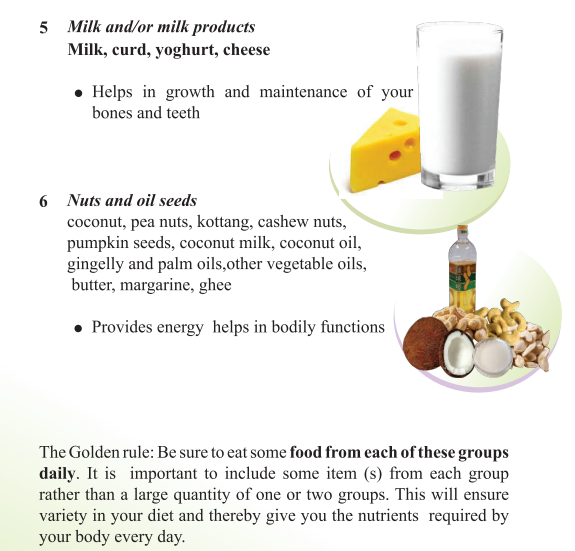 5 Milk and/or milk products
Milk, curd, yoghurt, cheese
● Helps in growth and maintenance of your
bones and teeth
6 Nuts and oil seeds
coconut, pea nuts, kottang, cashew nuts,
pumpkin seeds, coconut milk, coconut oil,
gingelly and palm oils,other vegetable oils,
butter, margarine, ghee
● Provides energy helps in bodily functions
The Golden rule: Be sure to eat some food from each of these groups
daily. It is important to include some item (s) from each group
rather than a large quantity of one or two groups. This will ensure
variety in your diet and thereby give you the nutrients required by
your body every day.